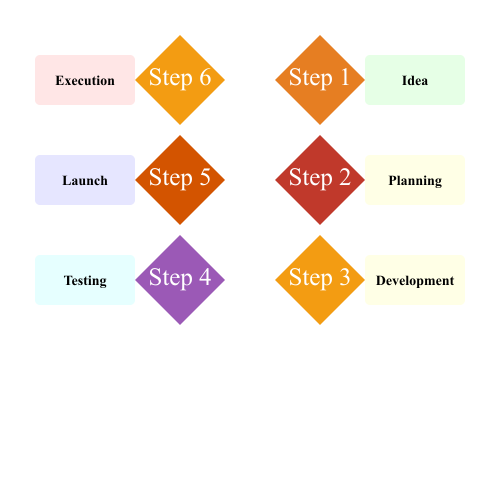 Execution
Step 6
Step 1
Idea
Launch
Step 5
Step 2
Planning
Testing
Step 4
Step 3
Development